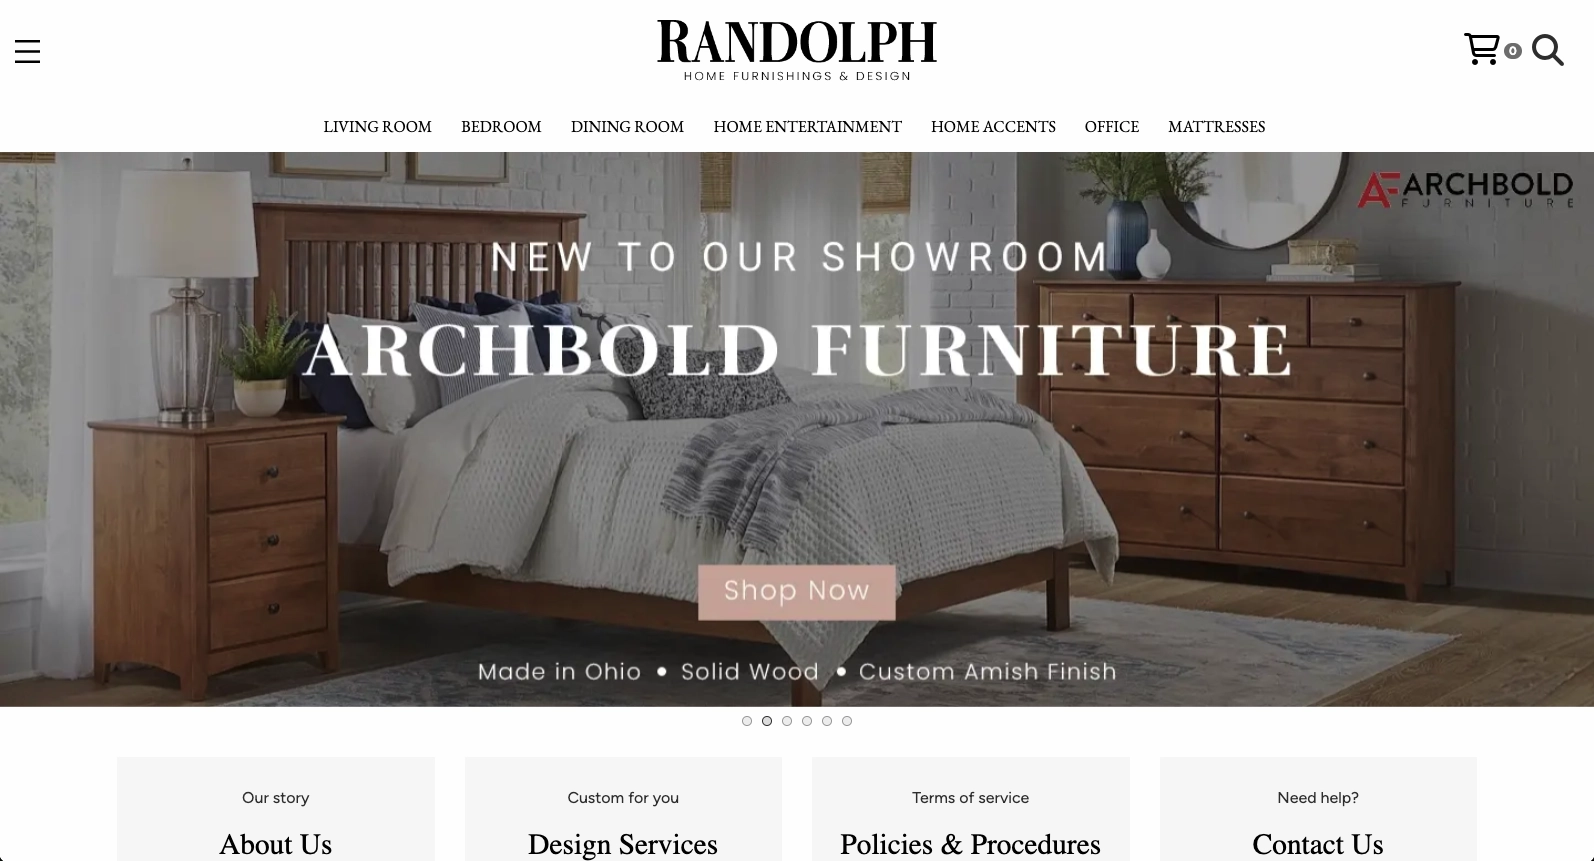 RANDOLPH
HOME FURNISHINGS & DESIGN
0
LIVING ROOM BEDROOM DINING ROOM HOME ENTERTAINMENT HOME ACCENTS OFFICE MATTRESSES
AF ARCHBOLD
FURNITURE
NEW TO OUR SHOWROOM
ARCHBOLD FURNITURE
Shop Now
Made in Ohio • Solid Wood • Custom Amish Finish
Our story
About Us
Custom for you
Design Services
Terms of service
Policies & Procedures
Need help?
Contact Us